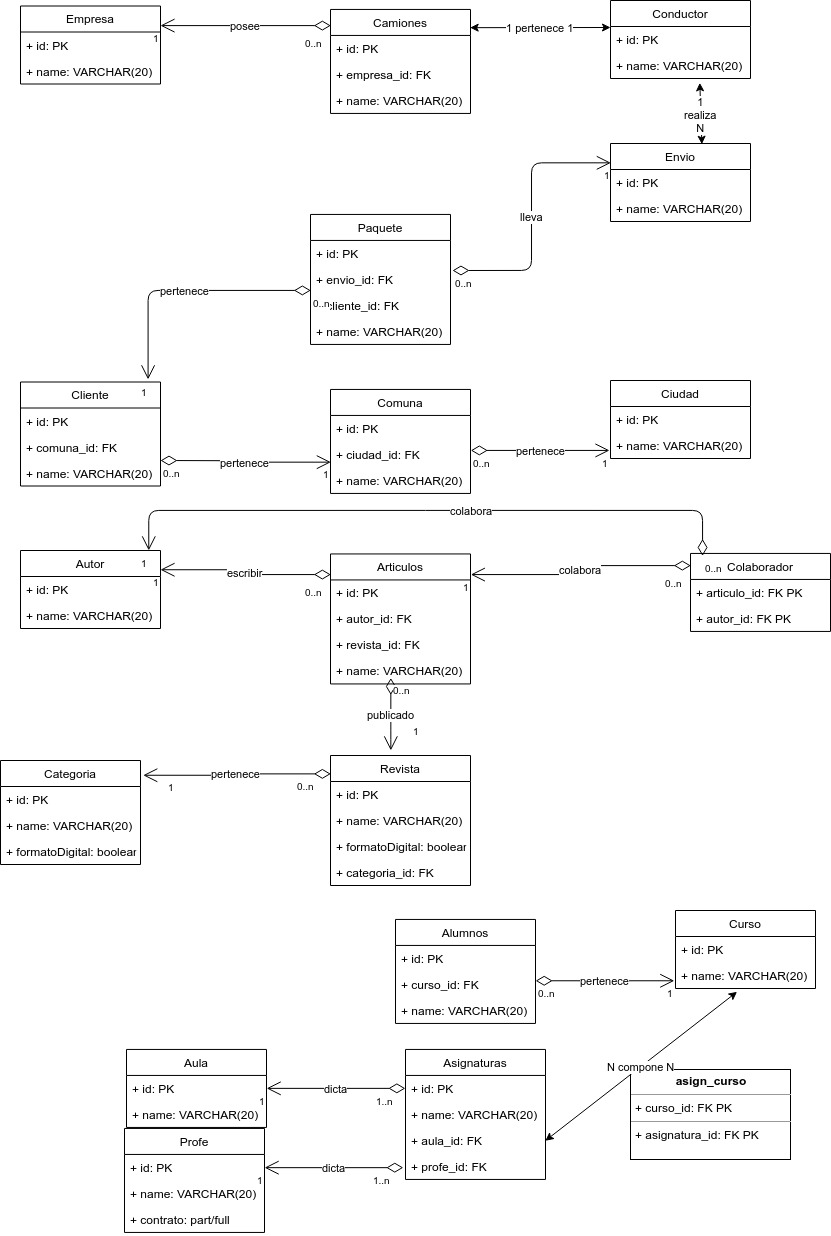 Empresa
+ id: PK
+ name: VARCHAR(20)
1
posee
0..n
Camiones
+ id: PK
+ empresa_id: FK
+ name: VARCHAR(20)
1 pertenece 1
Conductor
+ id: PK
+ name: VARCHAR(20)
1
realiza
N
Envio
+ id: PK
+ name: VARCHAR(20)
1
lleva
0..n
Paquete
+ id: PK
+ envio_id: FK
0..n
cliente_id: FK
+ name: VARCHAR(20)
pertenece
1
Cliente
+ id: PK
+ comuna_id: FK
+ name: VARCHAR(20)
0..n
pertenece
1
Comuna
+ id: PK
+ ciudad_id: FK
+ name: VARCHAR(20)
0..n
pertenece
1
Ciudad
+ id: PK
+ name: VARCHAR(20)
colabora
1
Autor
+ id: PK
+ name: VARCHAR(20)
1
escribir
0..n
Articulos
+ id: PK
+ autor_id: FK
+ revista_id: FK
+ name: VARCHAR(20)
1
colabora
0..n
0..n
Colaborador
+ articulo_id: FK PK
+ autor_id: FK PK
0..n
publicado
1
Categoria
+ id: PK
+ name: VARCHAR(20)
+ formatoDigital: boolear
1
pertenece
0..n
Revista
+ id: PK
+ name: VARCHAR(20)
+ formatoDigital: boolear
+ categoria_id: FK
Alumnos
+ id: PK
+ curso_id: FK
+ name: VARCHAR(20)
0..n
pertenece
1
Curso
+ id: PK
+ name: VARCHAR(20)
N compone N
asign_curso
+ curso_id: FK PK
+ asignatura_id: FK PK
Aula
+ id: PK
+ name: VARCHAR(20)
1
dicta
1..n
Asignaturas
+ id: PK
+ name: VARCHAR(20)
+ aula_id: FK
+ profe_id: FK
Profe
+ id: PK
+ name: VARCHAR(20)
+ contrato: part/full
1
dicta
1..n